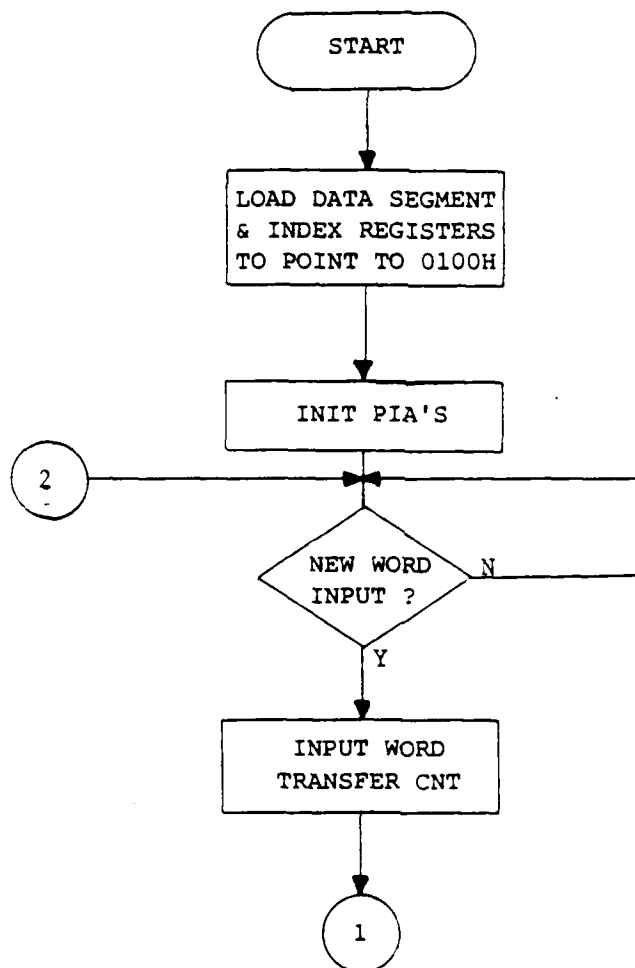 START
LOAD DATA SEGMENT
& INDEX REGISTERS
TO POINT TO 0100H
INIT PIA'S
2
NEW WORD
INPUT ?
N
Y
INPUT WORD
TRANSFER CNT
1